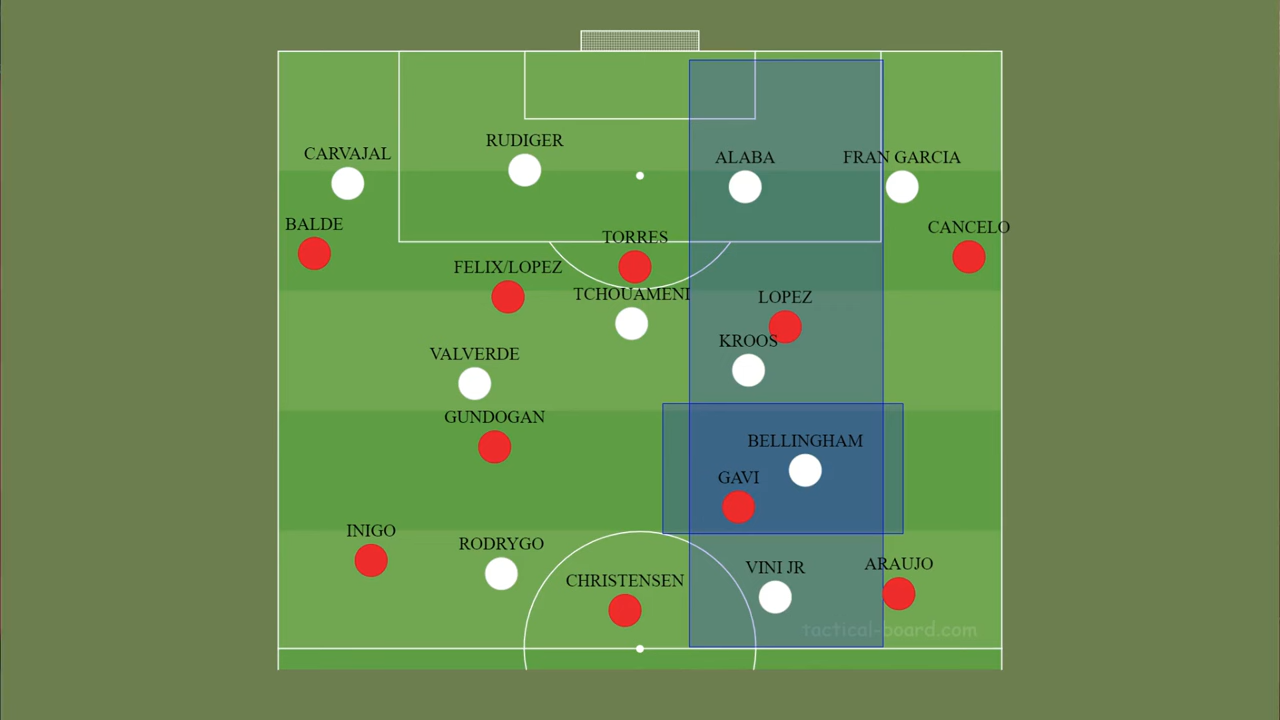 RUDIGER
CARVAJAL
ALABA
FRAN GARCIA
BALDE
CANCELO
TORRES
FELIX/LOPEZ
TCHOUAMENI
LOPEZ
KROOS
VALVERDE
GUNDOGAN
BELLINGHAM
GAVI
INIGO
RODRYGO
ARAUJO
VINI JR
CHRISTENSEN
tactical-board.com